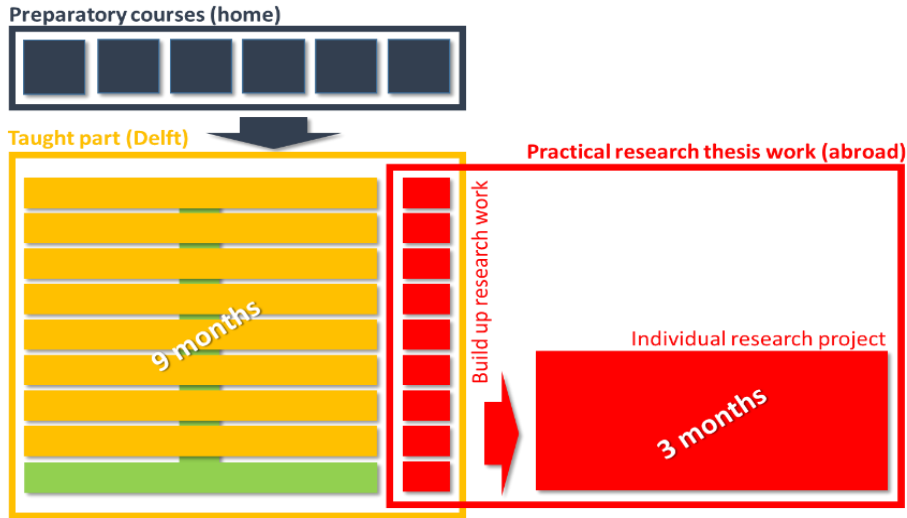 Preparatory courses (home)
Taught part (Delft)
Practical research thesis work (abroad)
9 months
Build up research work
Individual research project
3 months